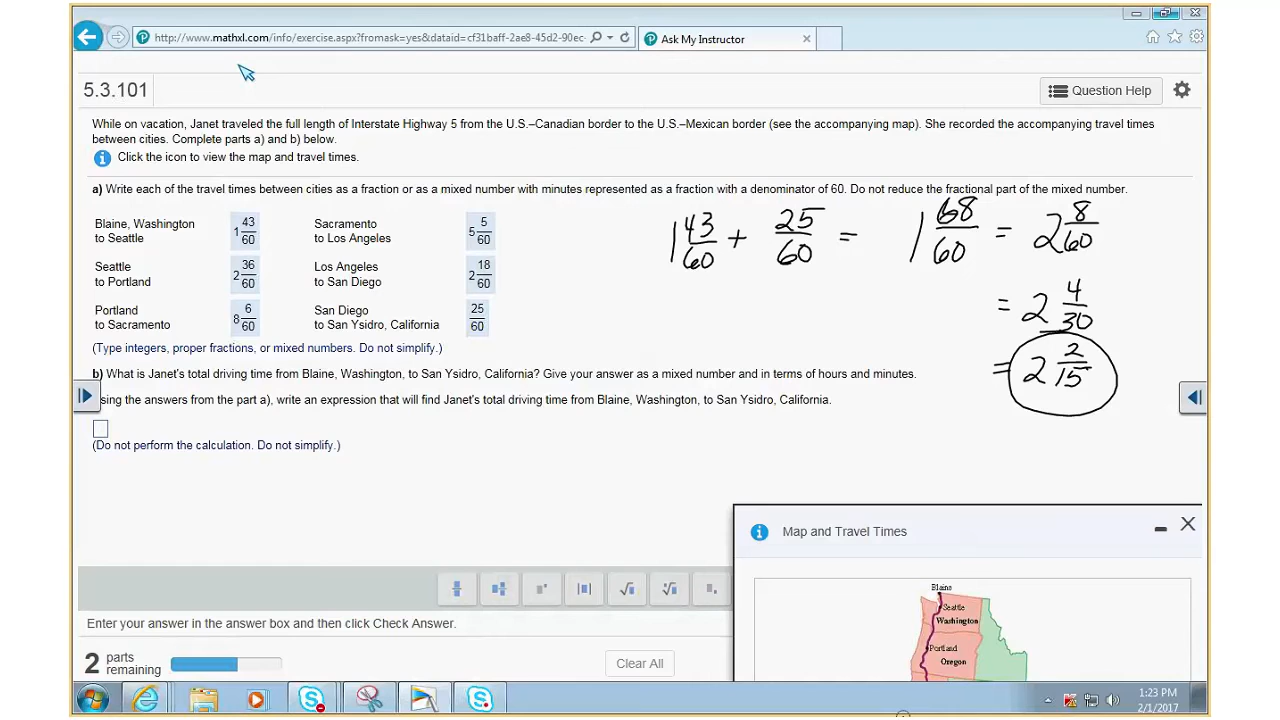 http://www.mathxl.com/info/exercise.aspx?fromask=yes&dataid=cf31baff-2ae8-45d2-90ec-
Ask My Instructor
5.3.101
Question Help
While on vacation, Janet traveled the full length of Interstate Highway 5 from the U.S.–Canadian border to the U.S.–Mexican border (see the accompanying map). She recorded the accompanying travel times
between cities. Complete parts a) and b) below.
Click the icon to view the map and travel times.
a) Write each of the travel times between cities as a fraction or as a mixed number with minutes represented as a fraction with a denominator of 60. Do not reduce the fractional part of the mixed number.
Blaine, Washington to Seattle 1 43/60
Sacramento to Los Angeles 5 5/60
Seattle to Portland 2 36/60
Los Angeles to San Diego 2 18/60
Portland to Sacramento 8 6/60
San Diego to San Ysidro, California 25/60
1 43/60 + 25/60 = 1 68/60 = 2 8/60
= 2 4/30
= 2 2/15
(Type integers, proper fractions, or mixed numbers. Do not simplify.)
b) What is Janet's total driving time from Blaine, Washington, to San Ysidro, California? Give your answer as a mixed number and in terms of hours and minutes.
sing the answers from the part a), write an expression that will find Janet's total driving time from Blaine, Washington, to San Ysidro, California.
(Do not perform the calculation. Do not simplify.)
Map and Travel Times
Blaine
Seattle
Washington
Portland
Oregon
Enter your answer in the answer box and then click Check Answer.
2 parts remaining
Clear All
1:23 PM
2/1/2017